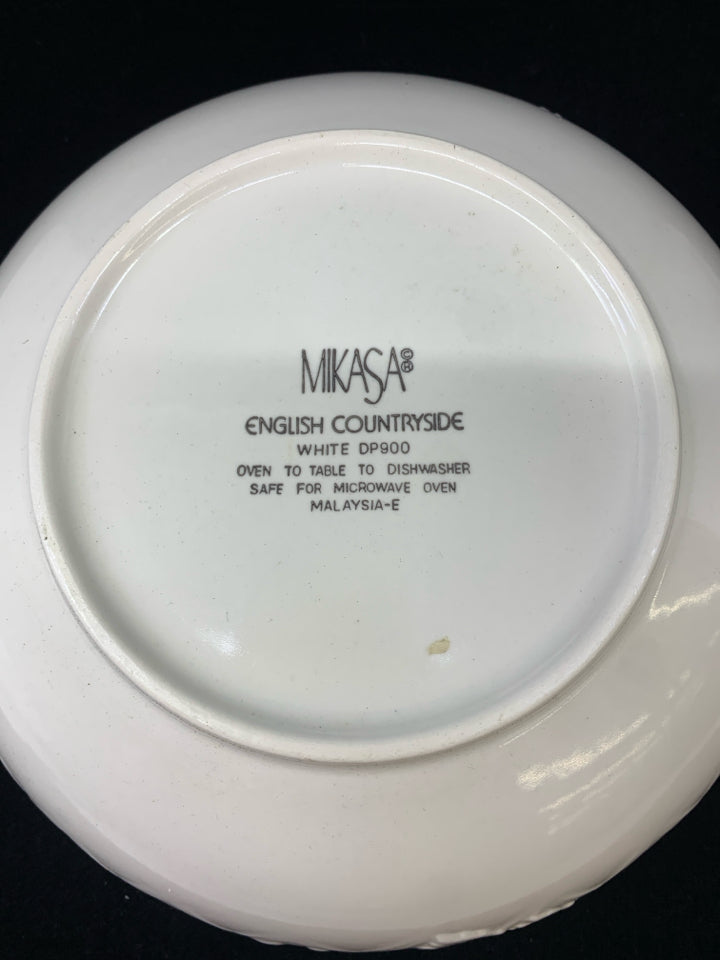 MIKASA©®
ENGLISH COUNTRYSIDE
WHITE DP900
OVEN TO TABLE TO DISHWASHER
SAFE FOR MICROWAVE OVEN
MALAYSIA-E